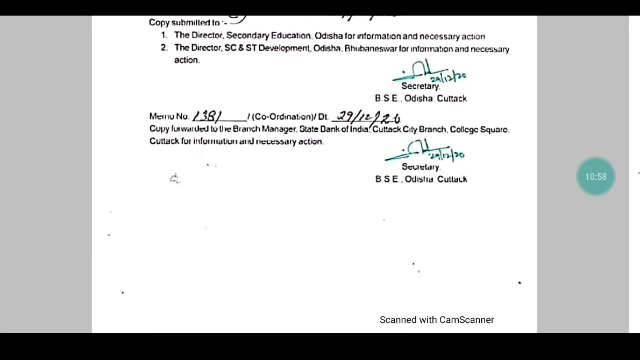 Copy submitted to :-
1. The Director, Secondary Education, Odisha for information and necessary action
2. The Director, SC & ST Development, Odisha, Bhubaneswar for information and necessary
action.
29/12/20
Secretary,
B.S.E., Odisha, Cuttack
Memo No. 1381 / (Co-Ordination)/ Dt. 29/12/20
Copy forwarded to the Branch Manager, State Bank of India, Cuttack City Branch, College Square,
Cuttack for information and necessary action.
29/12/20
Secretary,
B.S.E., Odisha Cuttack
10:58
Scanned with CamScanner